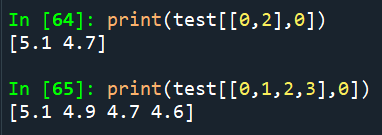 In [64]: print(test[[0,2],0])
[5.1 4.7]
In [65]: print(test[[0,1,2,3],0])
[5.1 4.9 4.7 4.6]